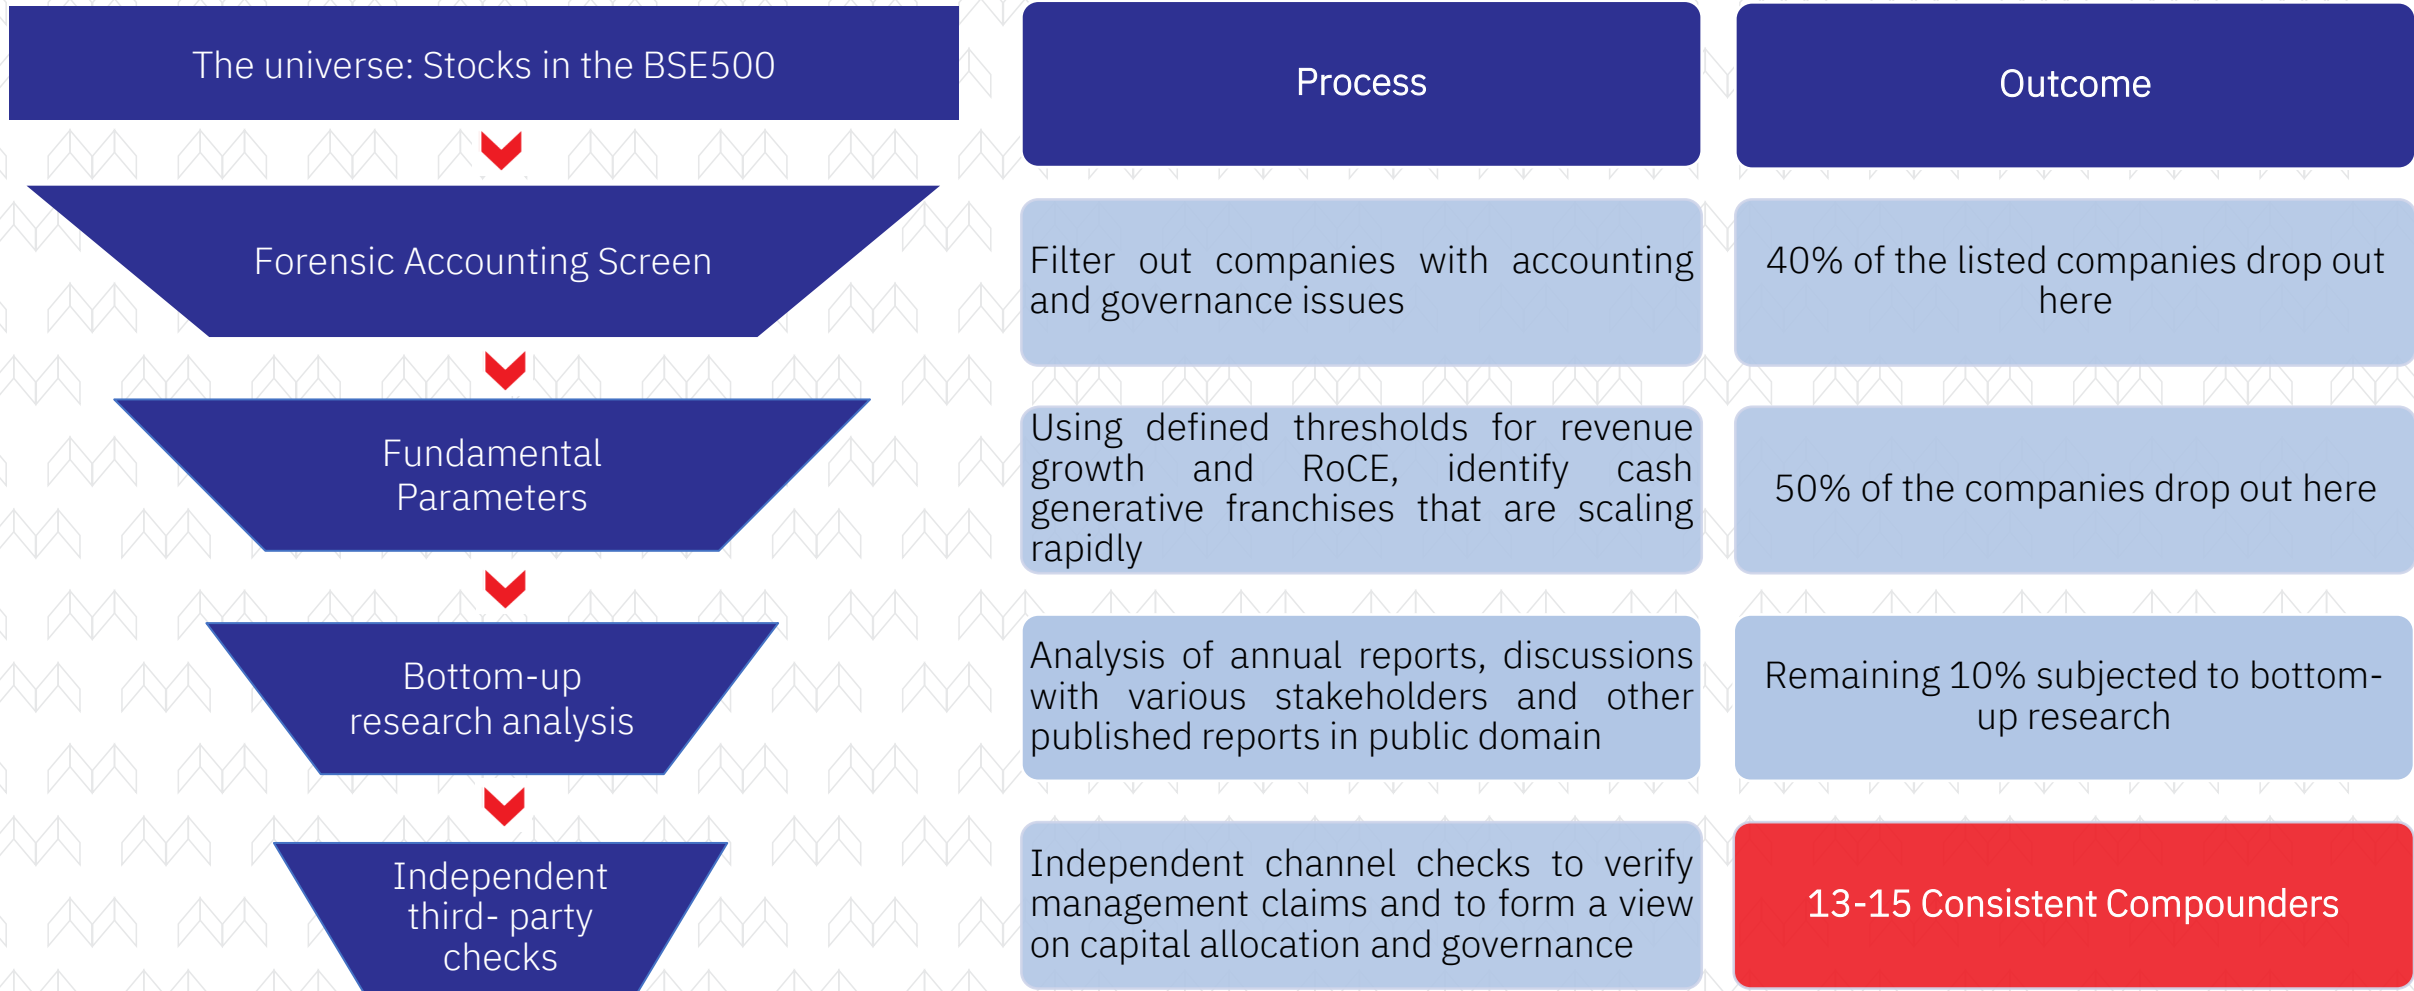 The universe: Stocks in the BSE500
Process
Outcome
Forensic Accounting Screen
Filter out companies with accounting
and governance issues
40% of the listed companies drop out
here
Fundamental
Parameters
Using defined thresholds for revenue
growth and RoCE, identify cash
generative franchises that are scaling
rapidly
50% of the companies drop out here
Bottom-up
research analysis
Analysis of annual reports, discussions
with various stakeholders and other
published reports in public domain
Remaining 10% subjected to bottom-
up research
Independent
third- party
checks
Independent channel checks to verify
management claims and to form a view
on capital allocation and governance
13-15 Consistent Compounders